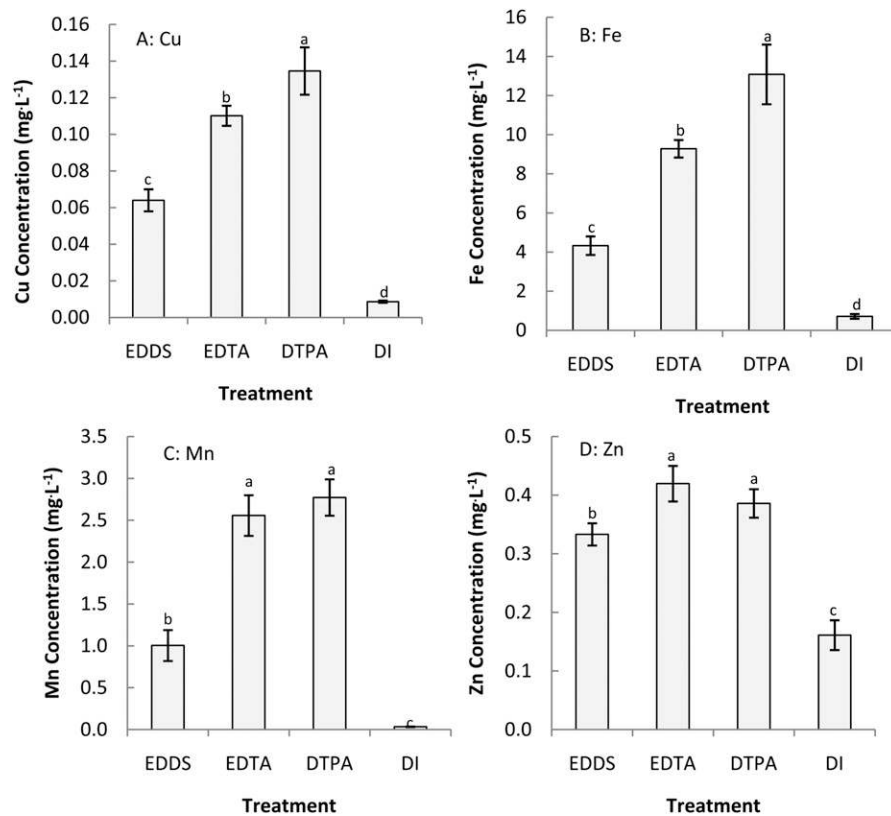 A: Cu
Cu Concentration (mg·L-1)
0.16
0.14
0.12
0.10
0.08
0.06
0.04
0.02
0.00
c
b
a
d
EDDS EDTA DTPA DI
Treatment
B: Fe
Fe Concentration (mg·L-1)
16
14
12
10
8
6
4
2
0
c
b
a
d
EDDS EDTA DTPA DI
Treatment
C: Mn
Mn Concentration (mg·L-1)
3.5
3.0
2.5
2.0
1.5
1.0
0.5
0.0
b
a
a
c
EDDS EDTA DTPA DI
Treatment
D: Zn
Zn Concentration (mg·L-1)
0.5
0.4
0.3
0.2
0.1
0.0
b
a
a
c
EDDS EDTA DTPA DI
Treatment